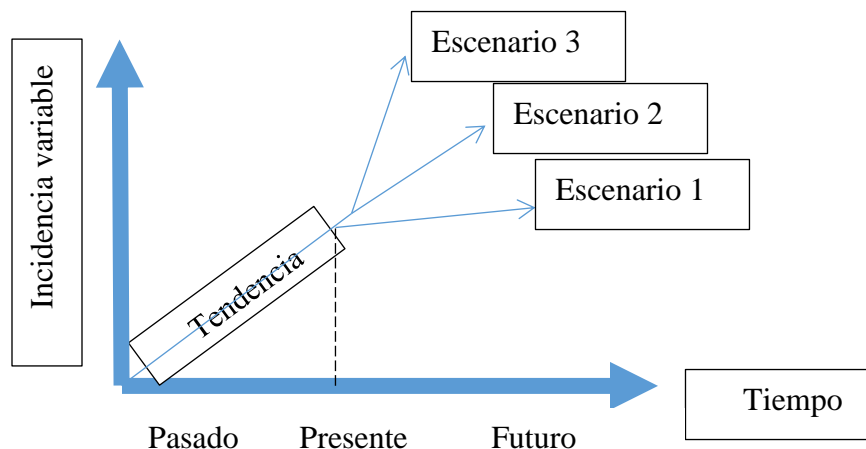 Escenario 3
Escenario 2
Escenario 1
Incidencia variable
Tendencia
Tiempo
Pasado
Presente
Futuro